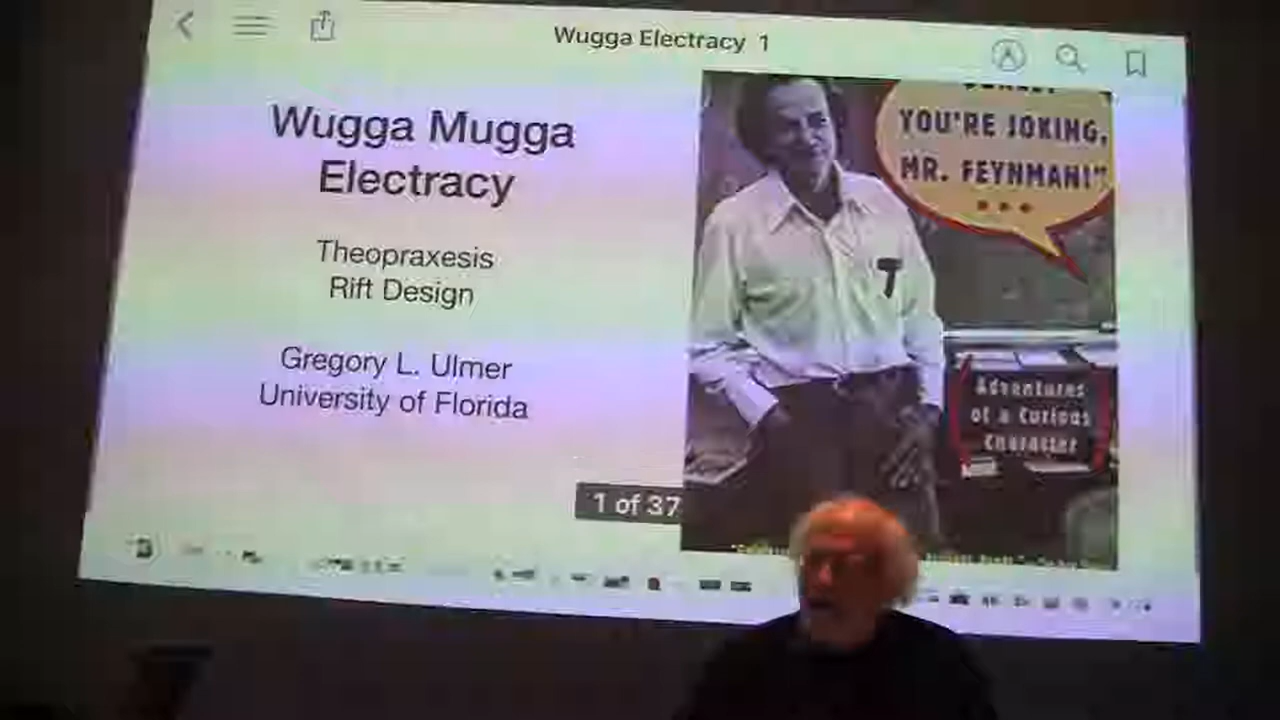 Wugga Electracy 1
Wugga Mugga
Electracy
Theopraxesis
Rift Design
Gregory L. Ulmer
University of Florida
1 of 37
YOU'RE JOKING,
MR. FEYNMAN!"
Adventures
of a Curious
Character